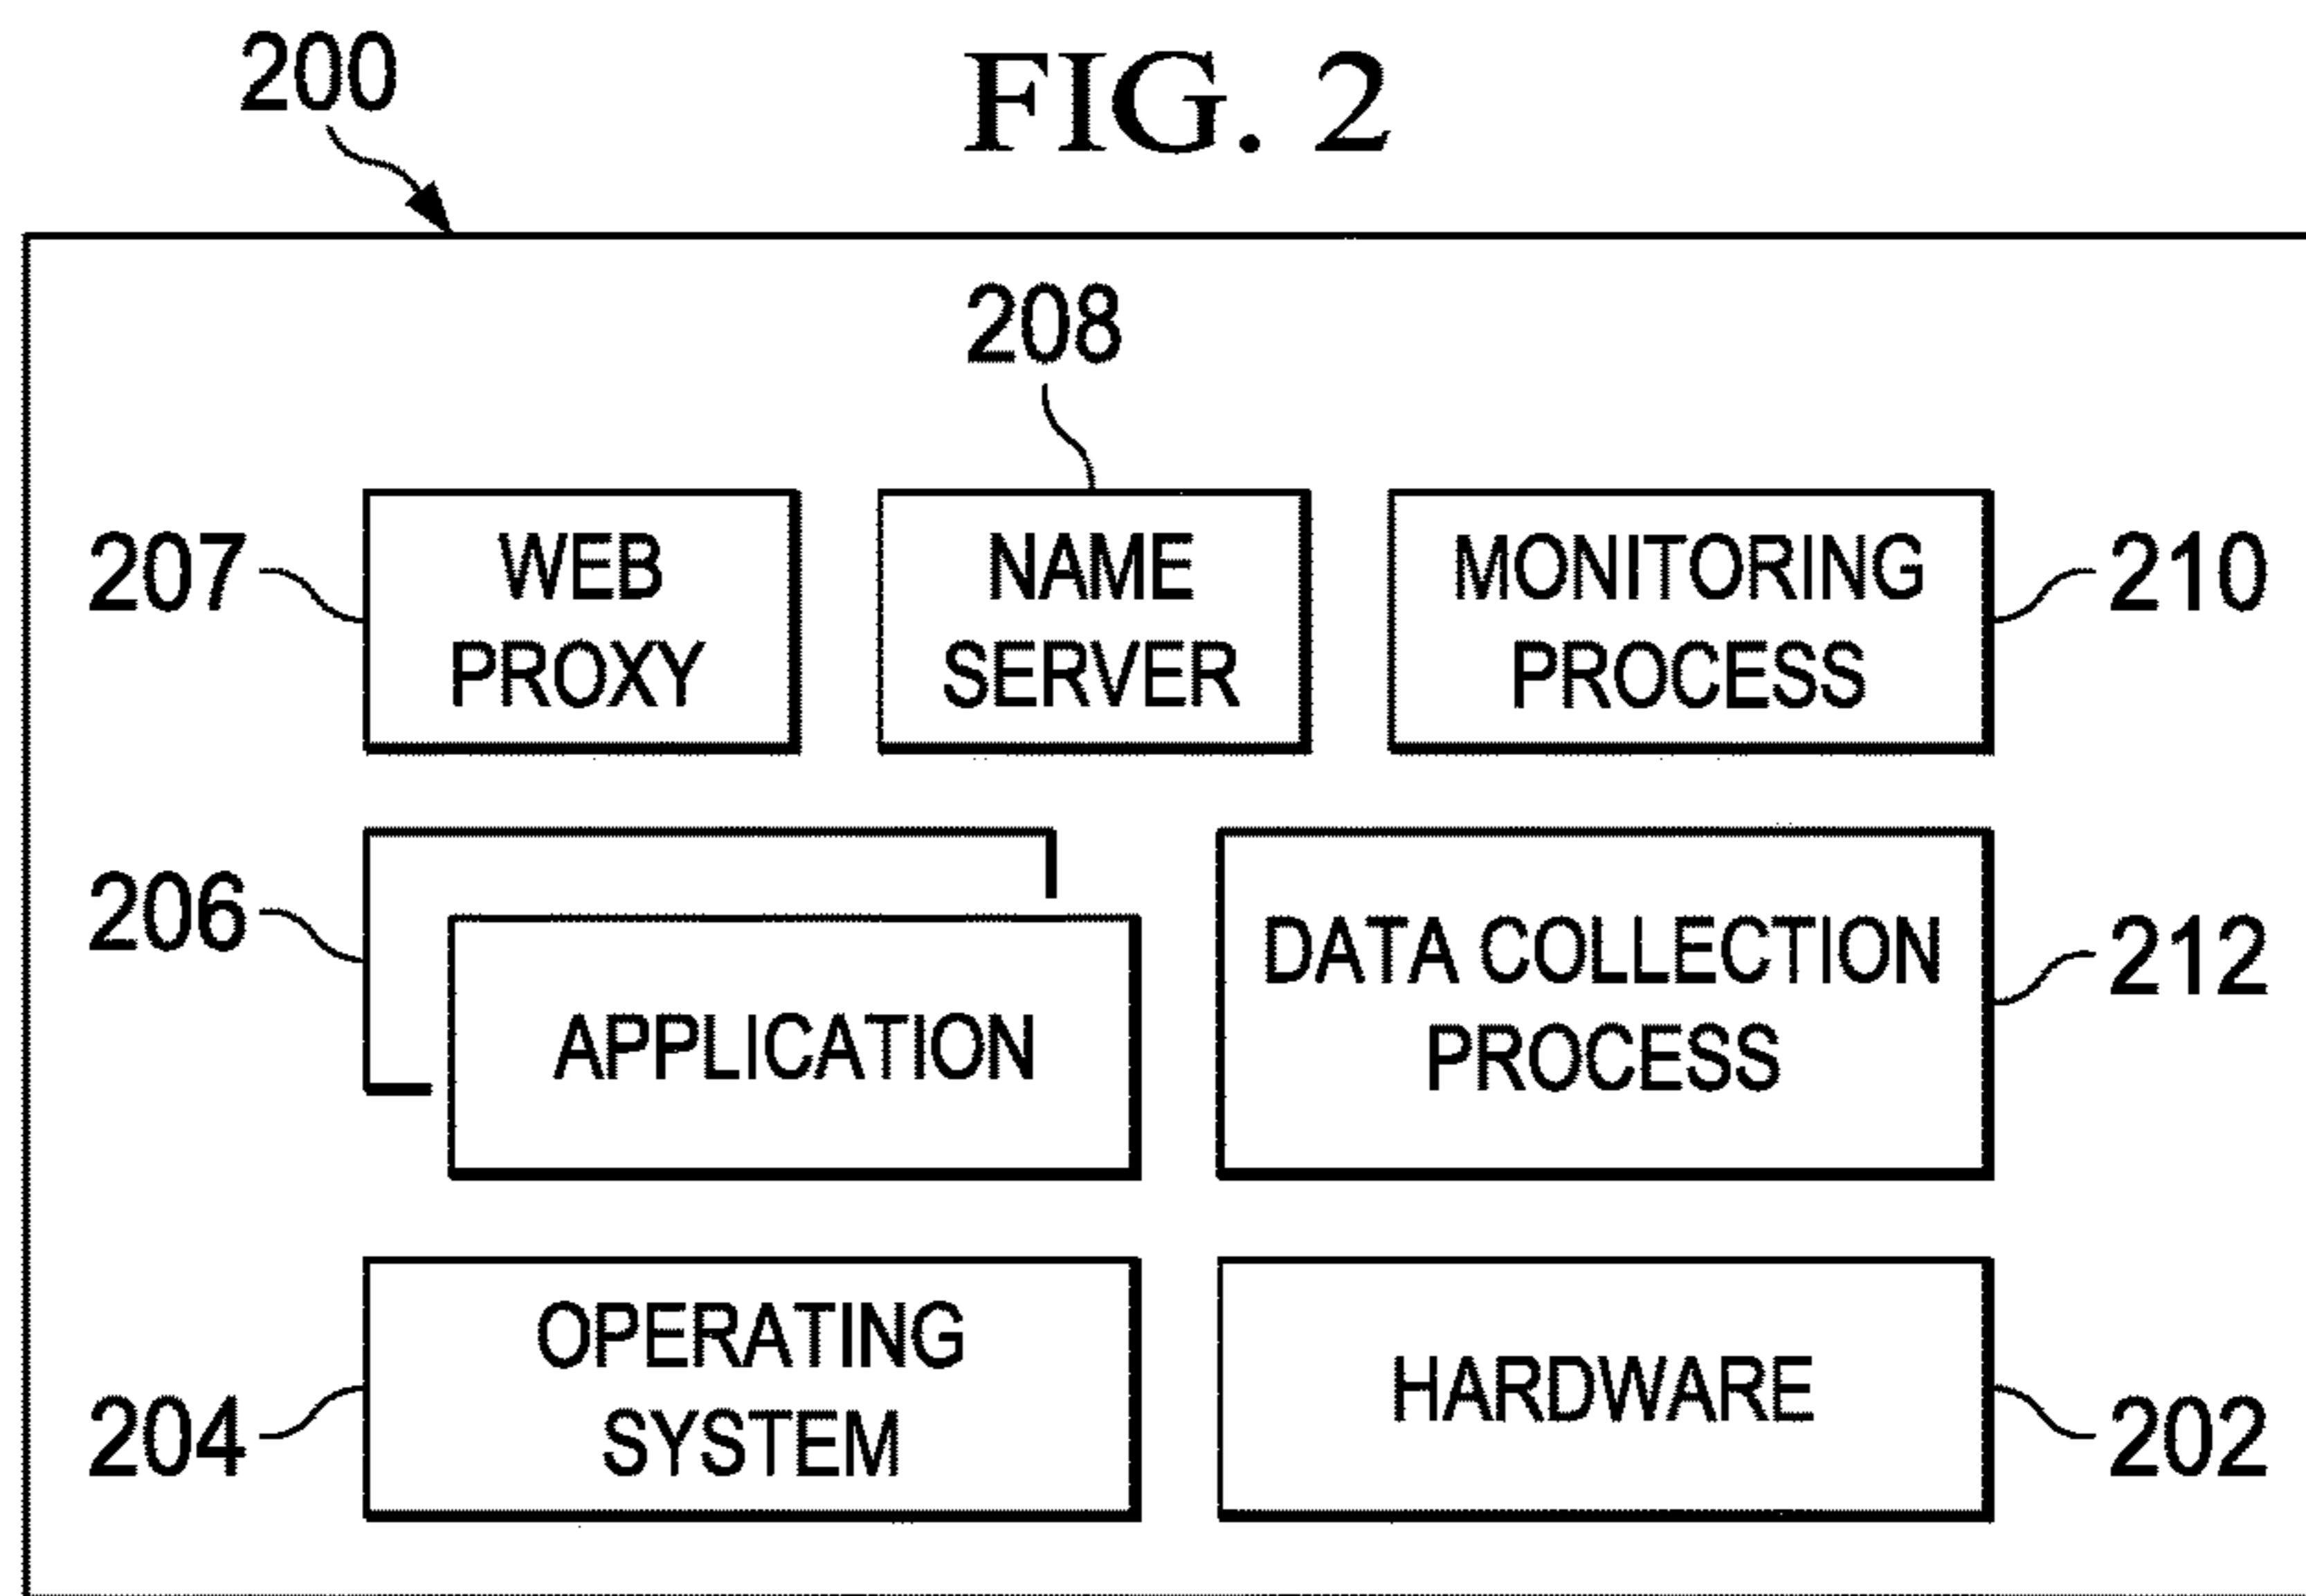 200
FIG. 2
208
207
WEB
PROXY
NAME
SERVER
MONITORING
PROCESS
210
206
APPLICATION
DATA COLLECTION
PROCESS
212
204
OPERATING
SYSTEM
HARDWARE
202